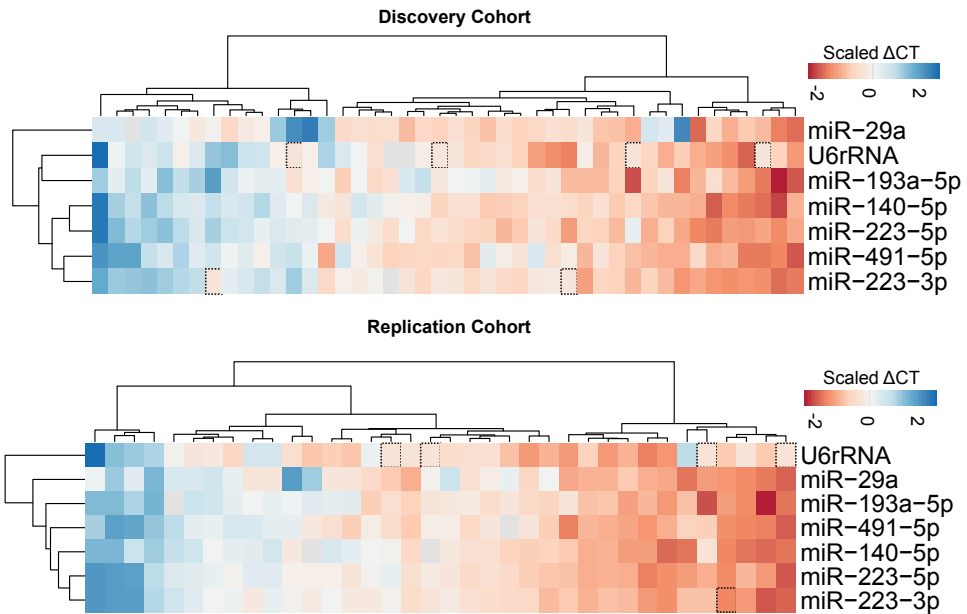 Discovery Cohort
Scaled ΔCT
-2 0 2
miR−29a
U6rRNA
miR−193a−5p
miR−140−5p
miR−223−5p
miR−491−5p
miR−223−3p
Replication Cohort
Scaled ΔCT
-2 0 2
U6rRNA
miR−29a
miR−193a−5p
miR−491−5p
miR−140−5p
miR−223−5p
miR−223−3p